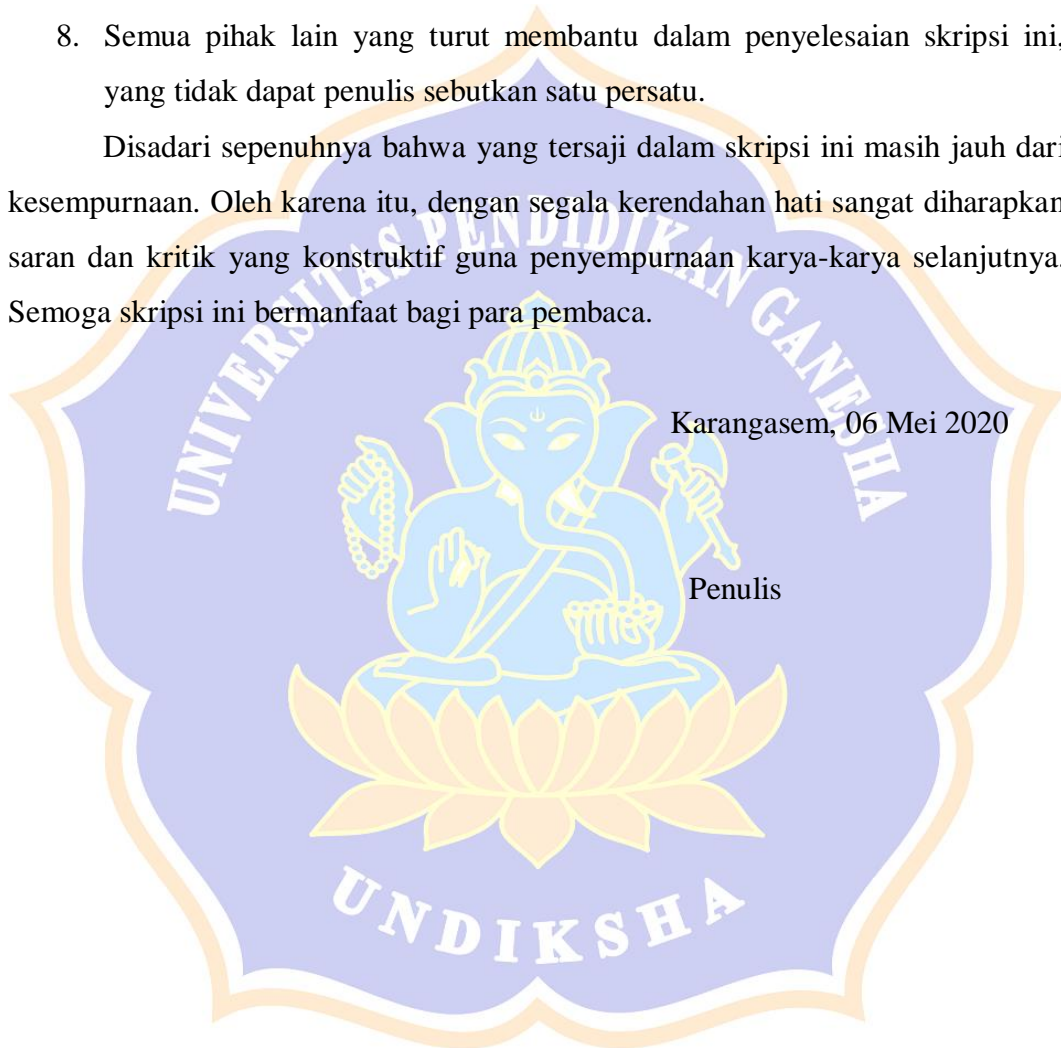 8. Semua pihak lain yang turut membantu dalam penyelesaian skripsi ini,
yang tidak dapat penulis sebutkan satu persatu.
Disadari sepenuhnya bahwa yang tersaji dalam skripsi ini masih jauh dari
kesempurnaan. Oleh karena itu, dengan segala kerendahan hati sangat diharapkan
saran dan kritik yang konstruktif guna penyempurnaan karya-karya selanjutnya.
Semoga skripsi ini bermanfaat bagi para pembaca.
UNIVERSITAS PENDIDIKAN GANESHA
Karangasem, 06 Mei 2020
Penulis
UNDIKSHA